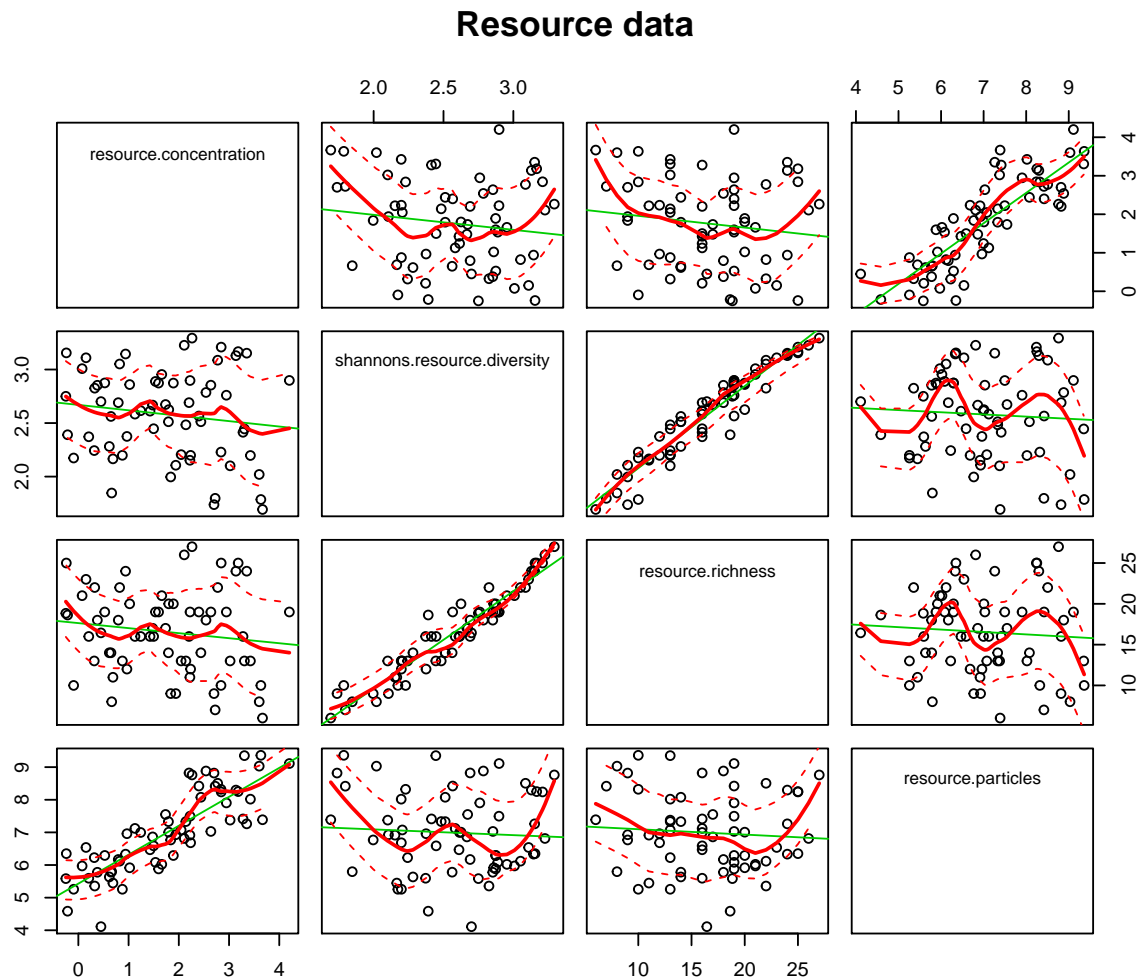 Resource data
2.0 2.5 3.0
4 5 6 7 8 9
resource.concentration
0 1 2 3 4
shannons.resource.diversity
2.0 2.5 3.0
resource.richness
10 15 20 25
resource.particles
4 5 6 7 8 9
0 1 2 3 4
10 15 20 25